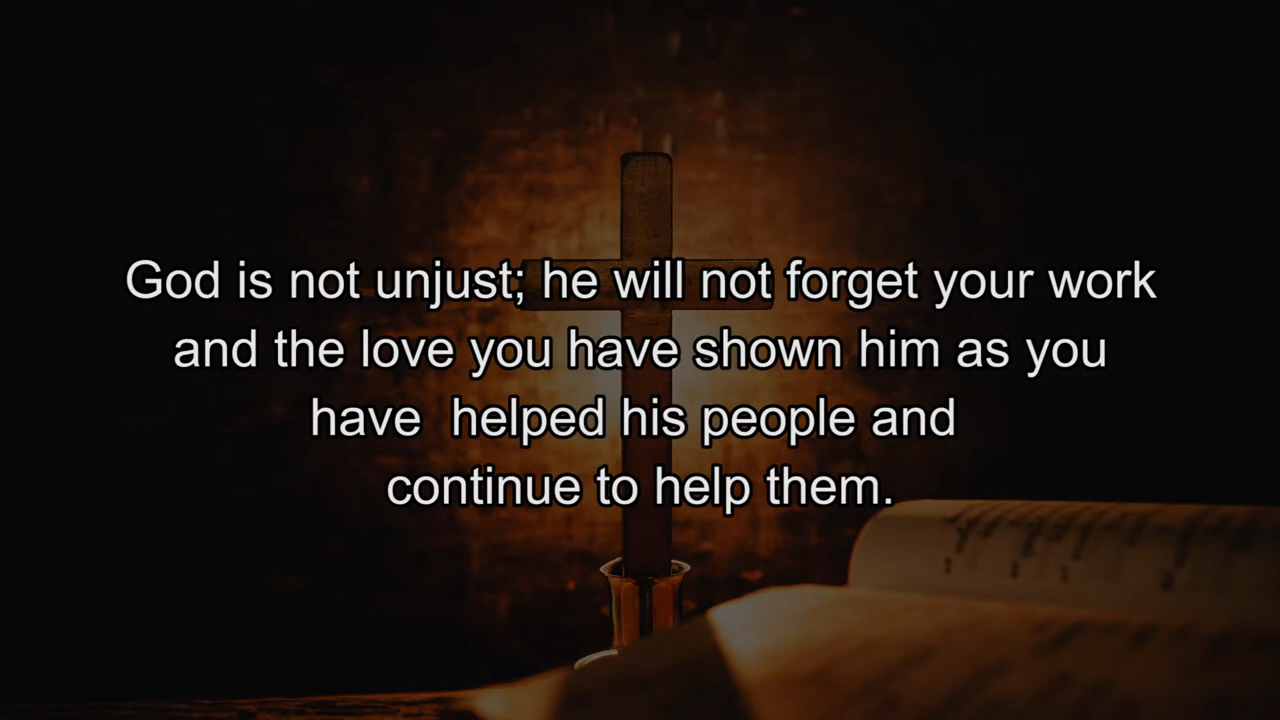 God is not unjust; he will not forget your work
and the love you have shown him as you
have  helped his people and
continue to help them.